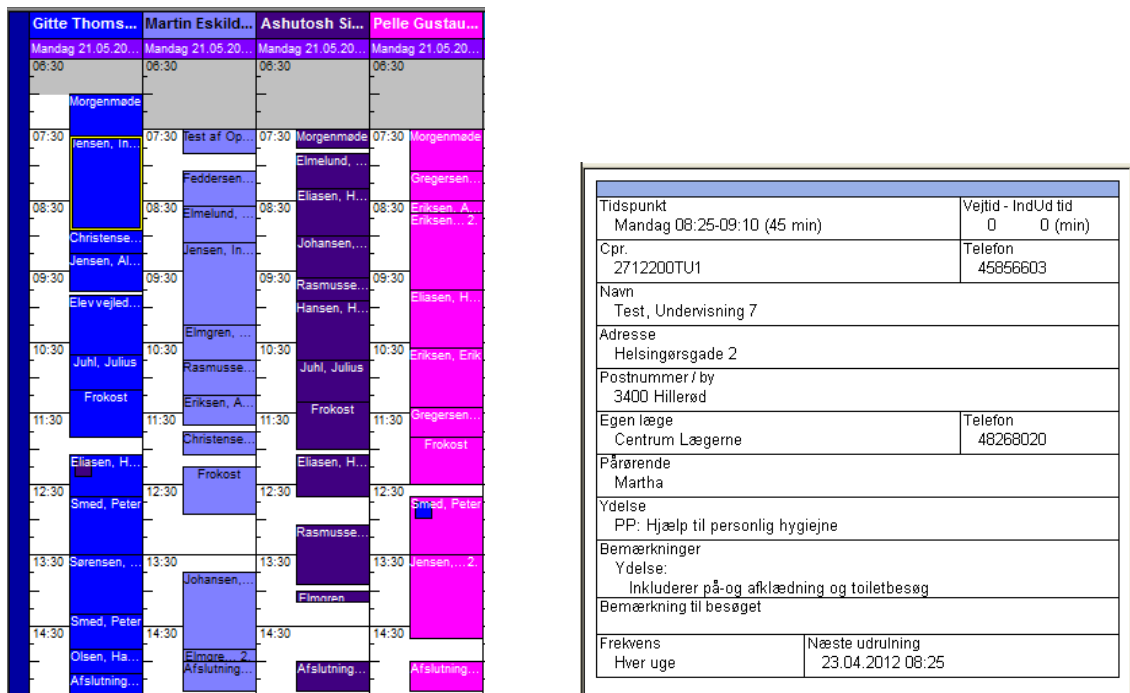 Gitte Thoms... Martin Eskild... Ashutosh Si... Pelle Gustau...
Mandag 21.05.20... Mandag 21.05.20... Mandag 21.05.20... Mandag 21.05.20...
06:30 06:30 06:30 06:30
Morgenmøde
07:30 Jensen, In... 07:30 Test af Op... 07:30 Morgenmøde 07:30 Morgenmøde
Elmelund, ...
Feddersen... Gregersen...
Eliasen, H...
08:30 08:30 Elmelund, ... 08:30 08:30 Eriksen, A...
Eriksen... 2.
Christense... Johansen,...
Jensen, Al... Jensen, In...
09:30 09:30 09:30 Rasmusse... 09:30
Elev vejled... Hansen, H... Eliasen, H...
Elmgren, ...
10:30 10:30 10:30 10:30 Eriksen, Erik
Juhl, Julius Rasmusse... Juhl, Julius
Frokost Eriksen, A... Frokost
11:30 11:30 11:30 11:30 Gregersen...
Christense... Frokost
Eliasen, H... Frokost Eliasen, H...
12:30 12:30 12:30 12:30
Smed, Peter Smed, Peter
Rasmusse...
13:30 Sørensen, ... 13:30 13:30 13:30 Jensen,... 2.
Johansen,...
Elmgren
Smed, Peter
14:30 14:30 14:30 14:30
Olsen, Ha... Elmgre... 2.
Afslutning... Afslutning... Afslutning... Afslutning...
Tidspunkt Vejtid - IndUd tid
Mandag 08:25-09:10 (45 min) 0 0 (min)
Cpr. Telefon
2712200TU1 45856603
Navn
Test, Undervisning 7
Adresse
Helsingørsgade 2
Postnummer / by
3400 Hillerød
Egen læge Telefon
Centrum Lægerne 48268020
Pårørende
Martha
Ydelse
PP: Hjælp til personlig hygiejne
Bemærkninger
Ydelse:
Inkluderer på-og afklædning og toiletbesøg
Bemærkning til besøget
Frekvens Næste udrulning
Hver uge 23.04.2012 08:25